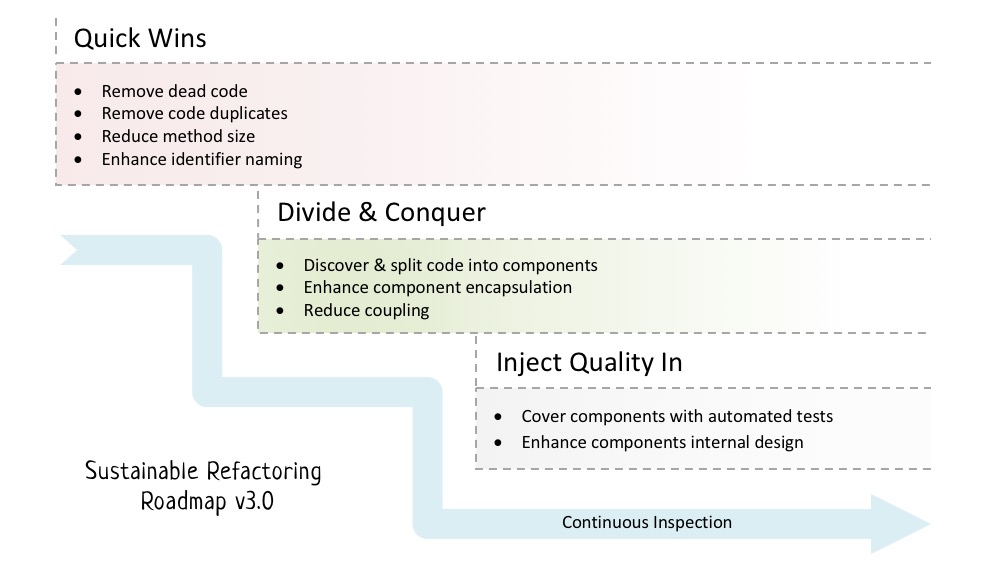 Quick Wins
• Remove dead code
• Remove code duplicates
• Reduce method size
• Enhance identifier naming
Divide & Conquer
• Discover & split code into components
• Enhance component encapsulation
• Reduce coupling
Inject Quality In
• Cover components with automated tests
• Enhance components internal design
Sustainable Refactoring
Roadmap v3.0
Continuous Inspection